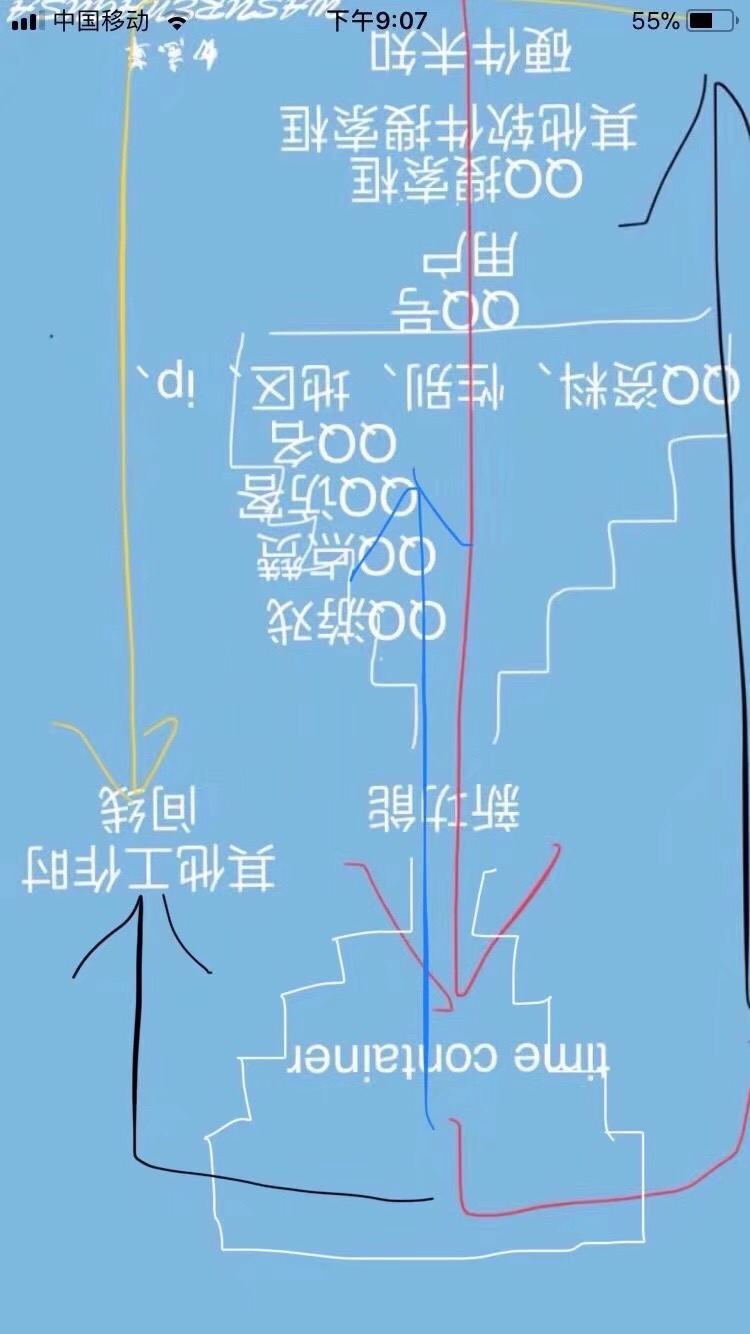 中国移动 下午9:07 55%
time container
其他工作时
间线
新功能
QQ游戏
QQ点赞
QQ访客
QQ名
QQ资料、性别、地区、ip、
QQ号
用户
QQ搜索框
其他软件搜索框
硬件未知